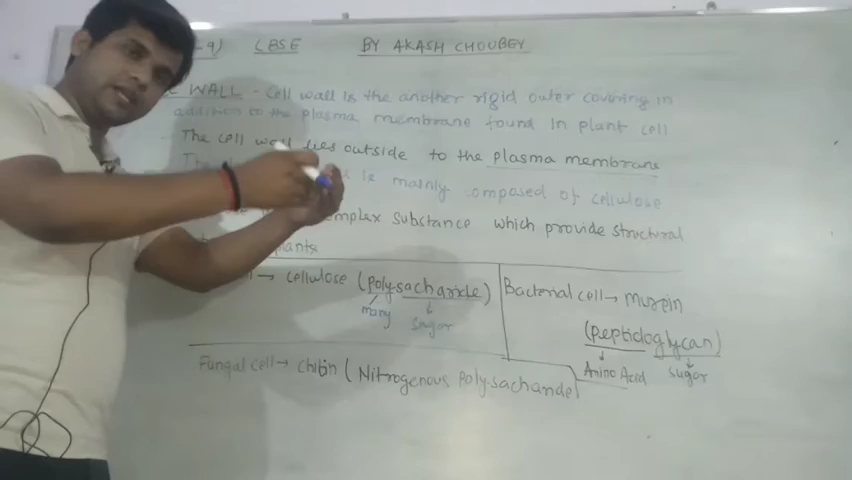 -9) CBSE BY AKASH CHOUBEY
WALL - Cell wall is the another rigid outer covering in
addition to the plasma membrane found in plant cell
The cell wall lies outside to the plasma membrane
The is mainly composed of cellulose
complex substance which provide structural
plants
→ cellulose (polysacharide)
many sugar
Bacterial cell → murein
(peptidoglycan)
Amino Acid sugar
Fungal cell → chitin (Nitrogenous polysacharide)